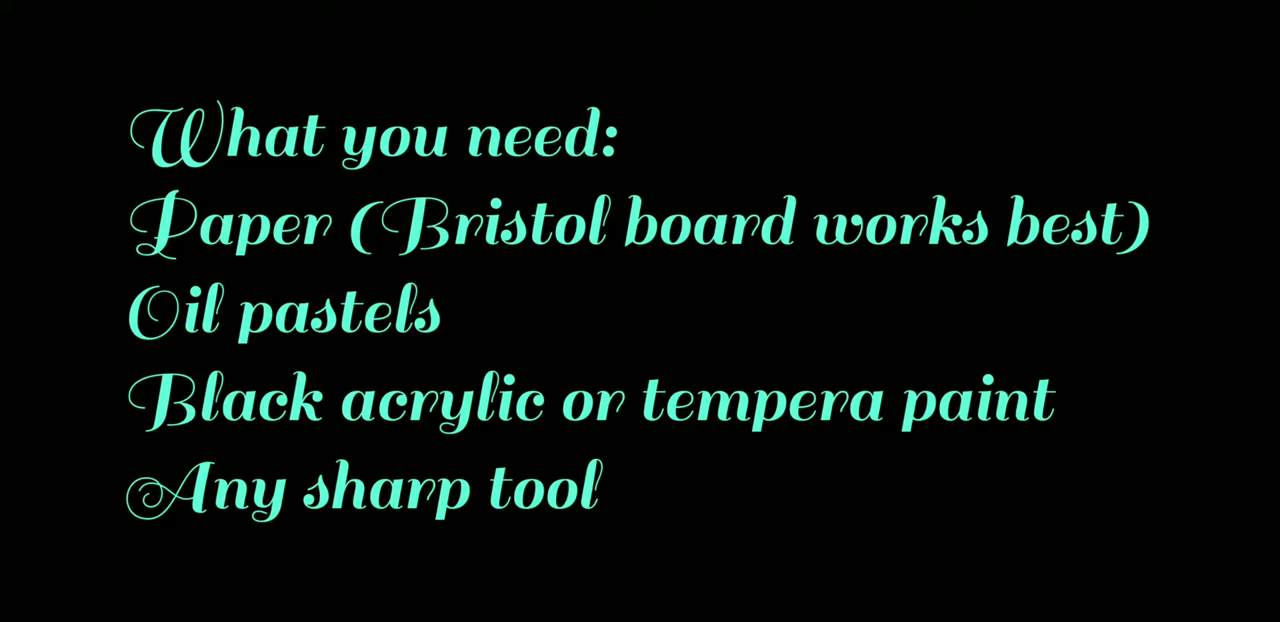 What you need:
Paper (Bristol board works best)
Oil pastels
Black acrylic or tempera paint
Any sharp tool